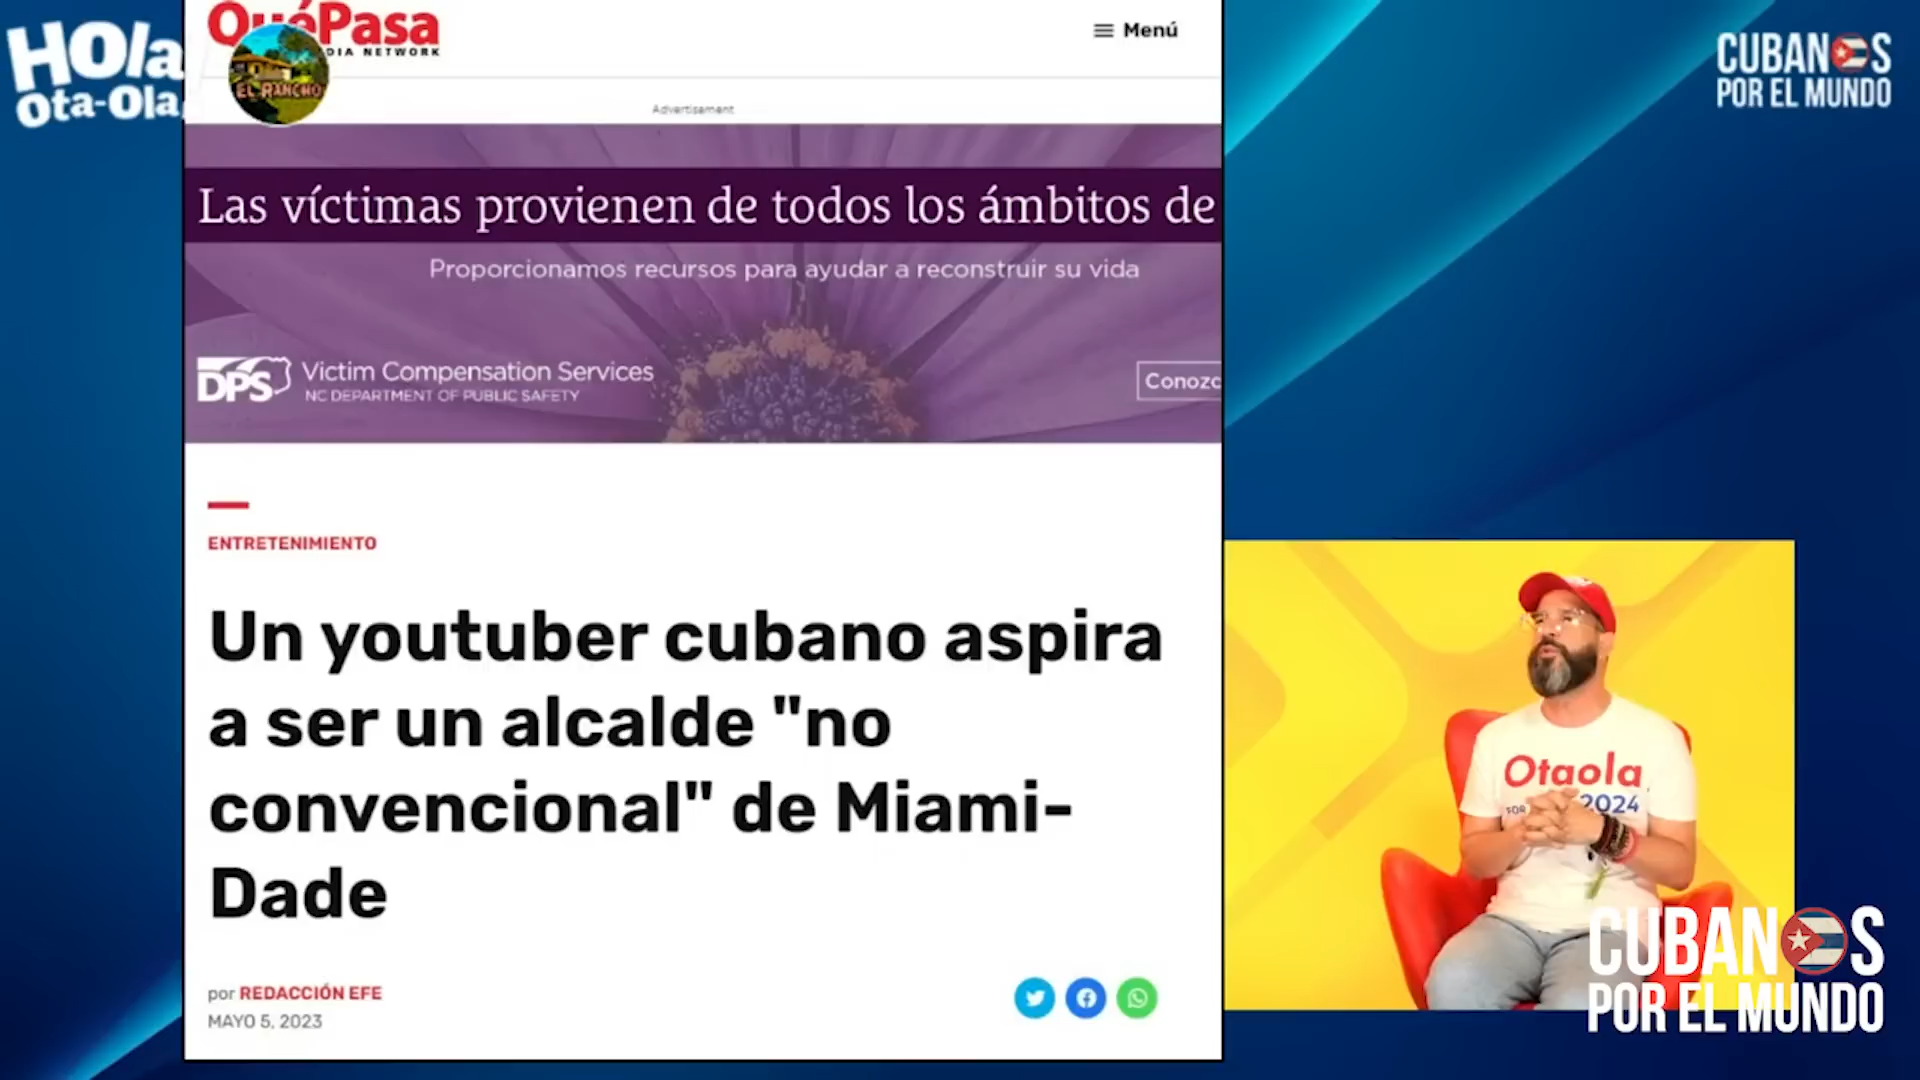 Hola
Ota-Ola
QuéPasa
DIA NETWORK
EL RANCHO
Menú
CUBANOS
POR EL MUNDO
Advertisement
Las víctimas provienen de todos los ámbitos de
Proporcionamos recursos para ayudar a reconstruir su vida
DPS
Victim Compensation Services
NC DEPARTMENT OF PUBLIC SAFETY
Conozc
ENTRETENIMIENTO
Un youtuber cubano aspira
a ser un alcalde "no
convencional" de Miami-
Dade
por REDACCIÓN EFE
MAYO 5, 2023
Otaola
FOR 2024
CUBANOS
POR EL MUNDO